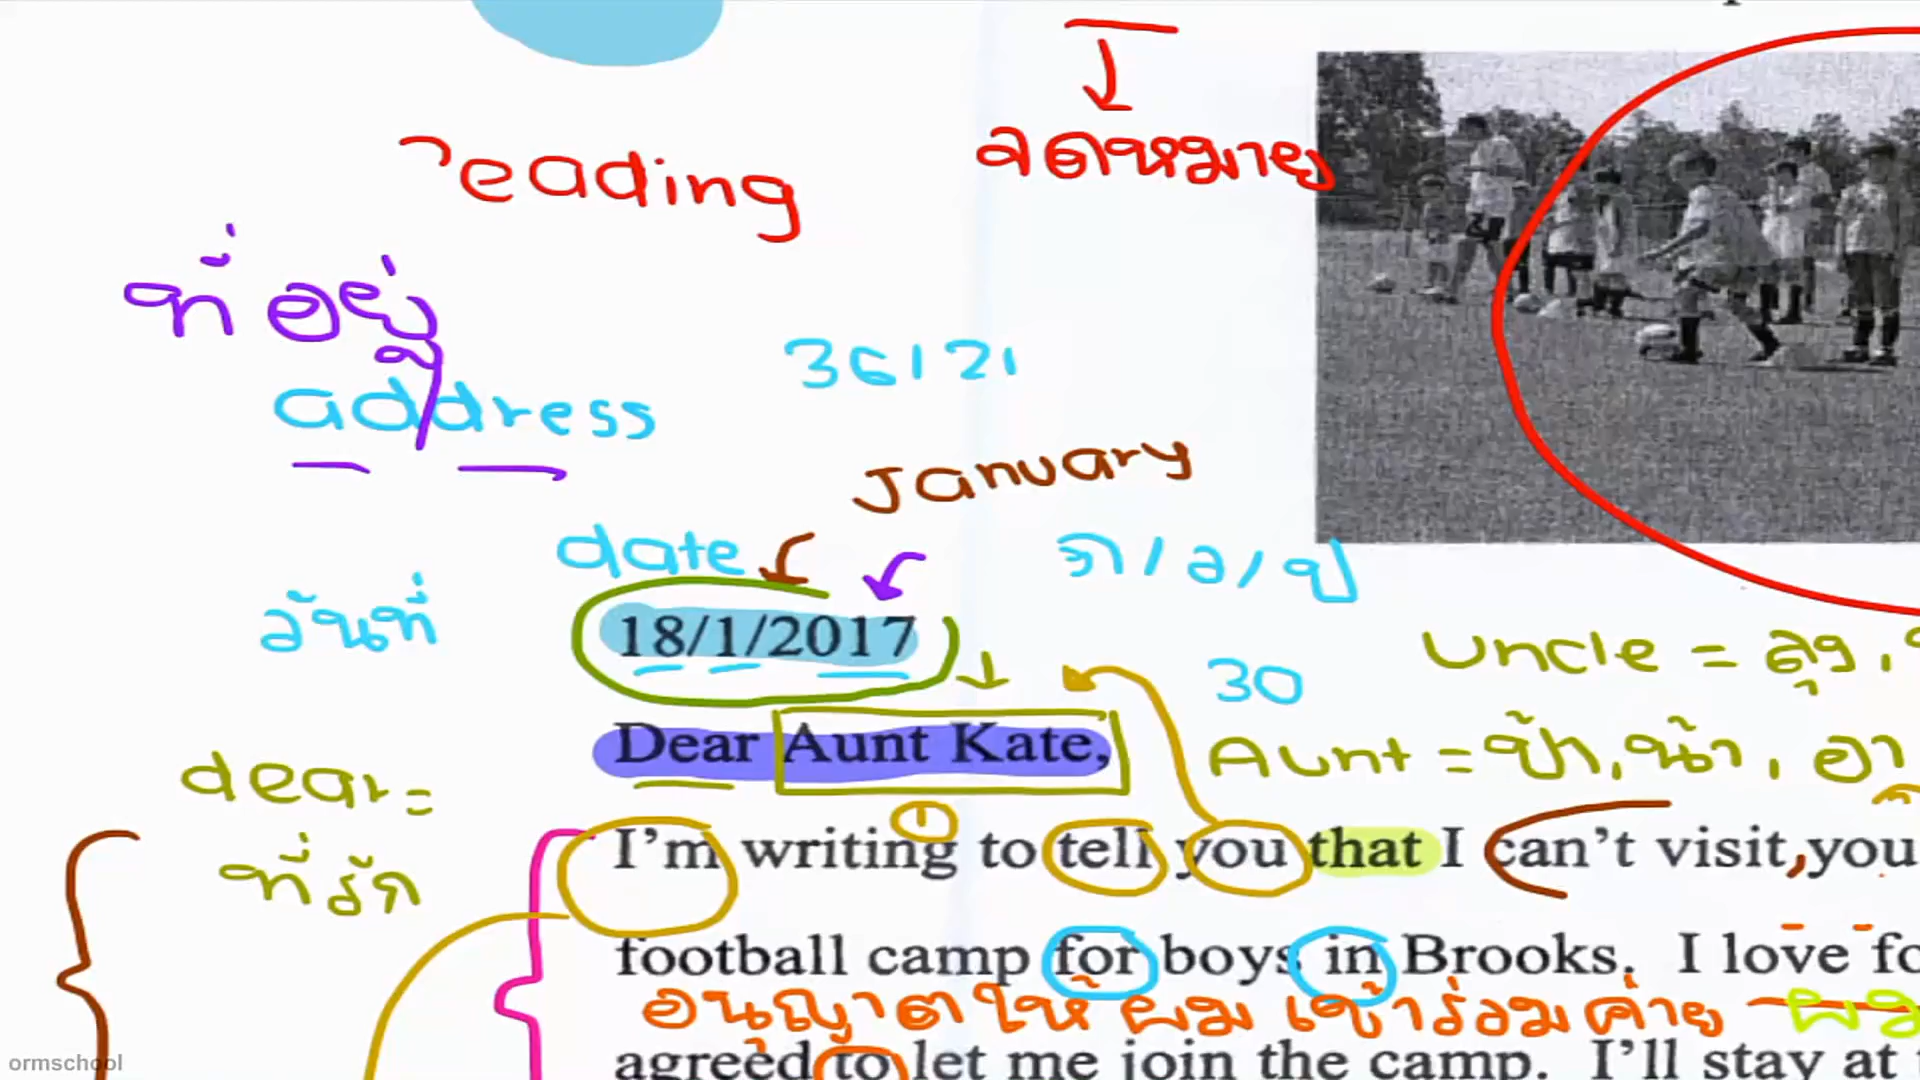 จดหมาย
reading
ที่อยู่
address
36121
January
date
ว/ด/ป
วันที่
18/1/2017
30
Uncle = ลุง,
Dear Aunt Kate,
Aunt = ป้า, น้า, อา
dear =
ที่รัก
1
I'm writing to tell you that I can't visit you
football camp for boys in Brooks. I love fo
อนุญาตให้ ผม เข้าร่วม ค่าย
agreed to let me join the camp. I'll stay at
ormschool